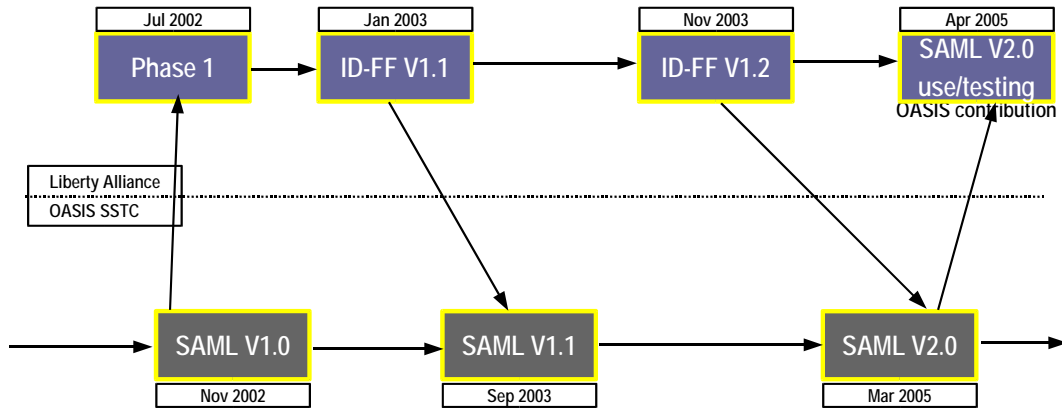 Jul 2002
Jan 2003
Nov 2003
Apr 2005
Phase 1
ID-FF V1.1
ID-FF V1.2
SAML V2.0
use/testing
OASIS contribution
Liberty Alliance
OASIS SSTC
SAML V1.0
SAML V1.1
SAML V2.0
Nov 2002
Sep 2003
Mar 2005